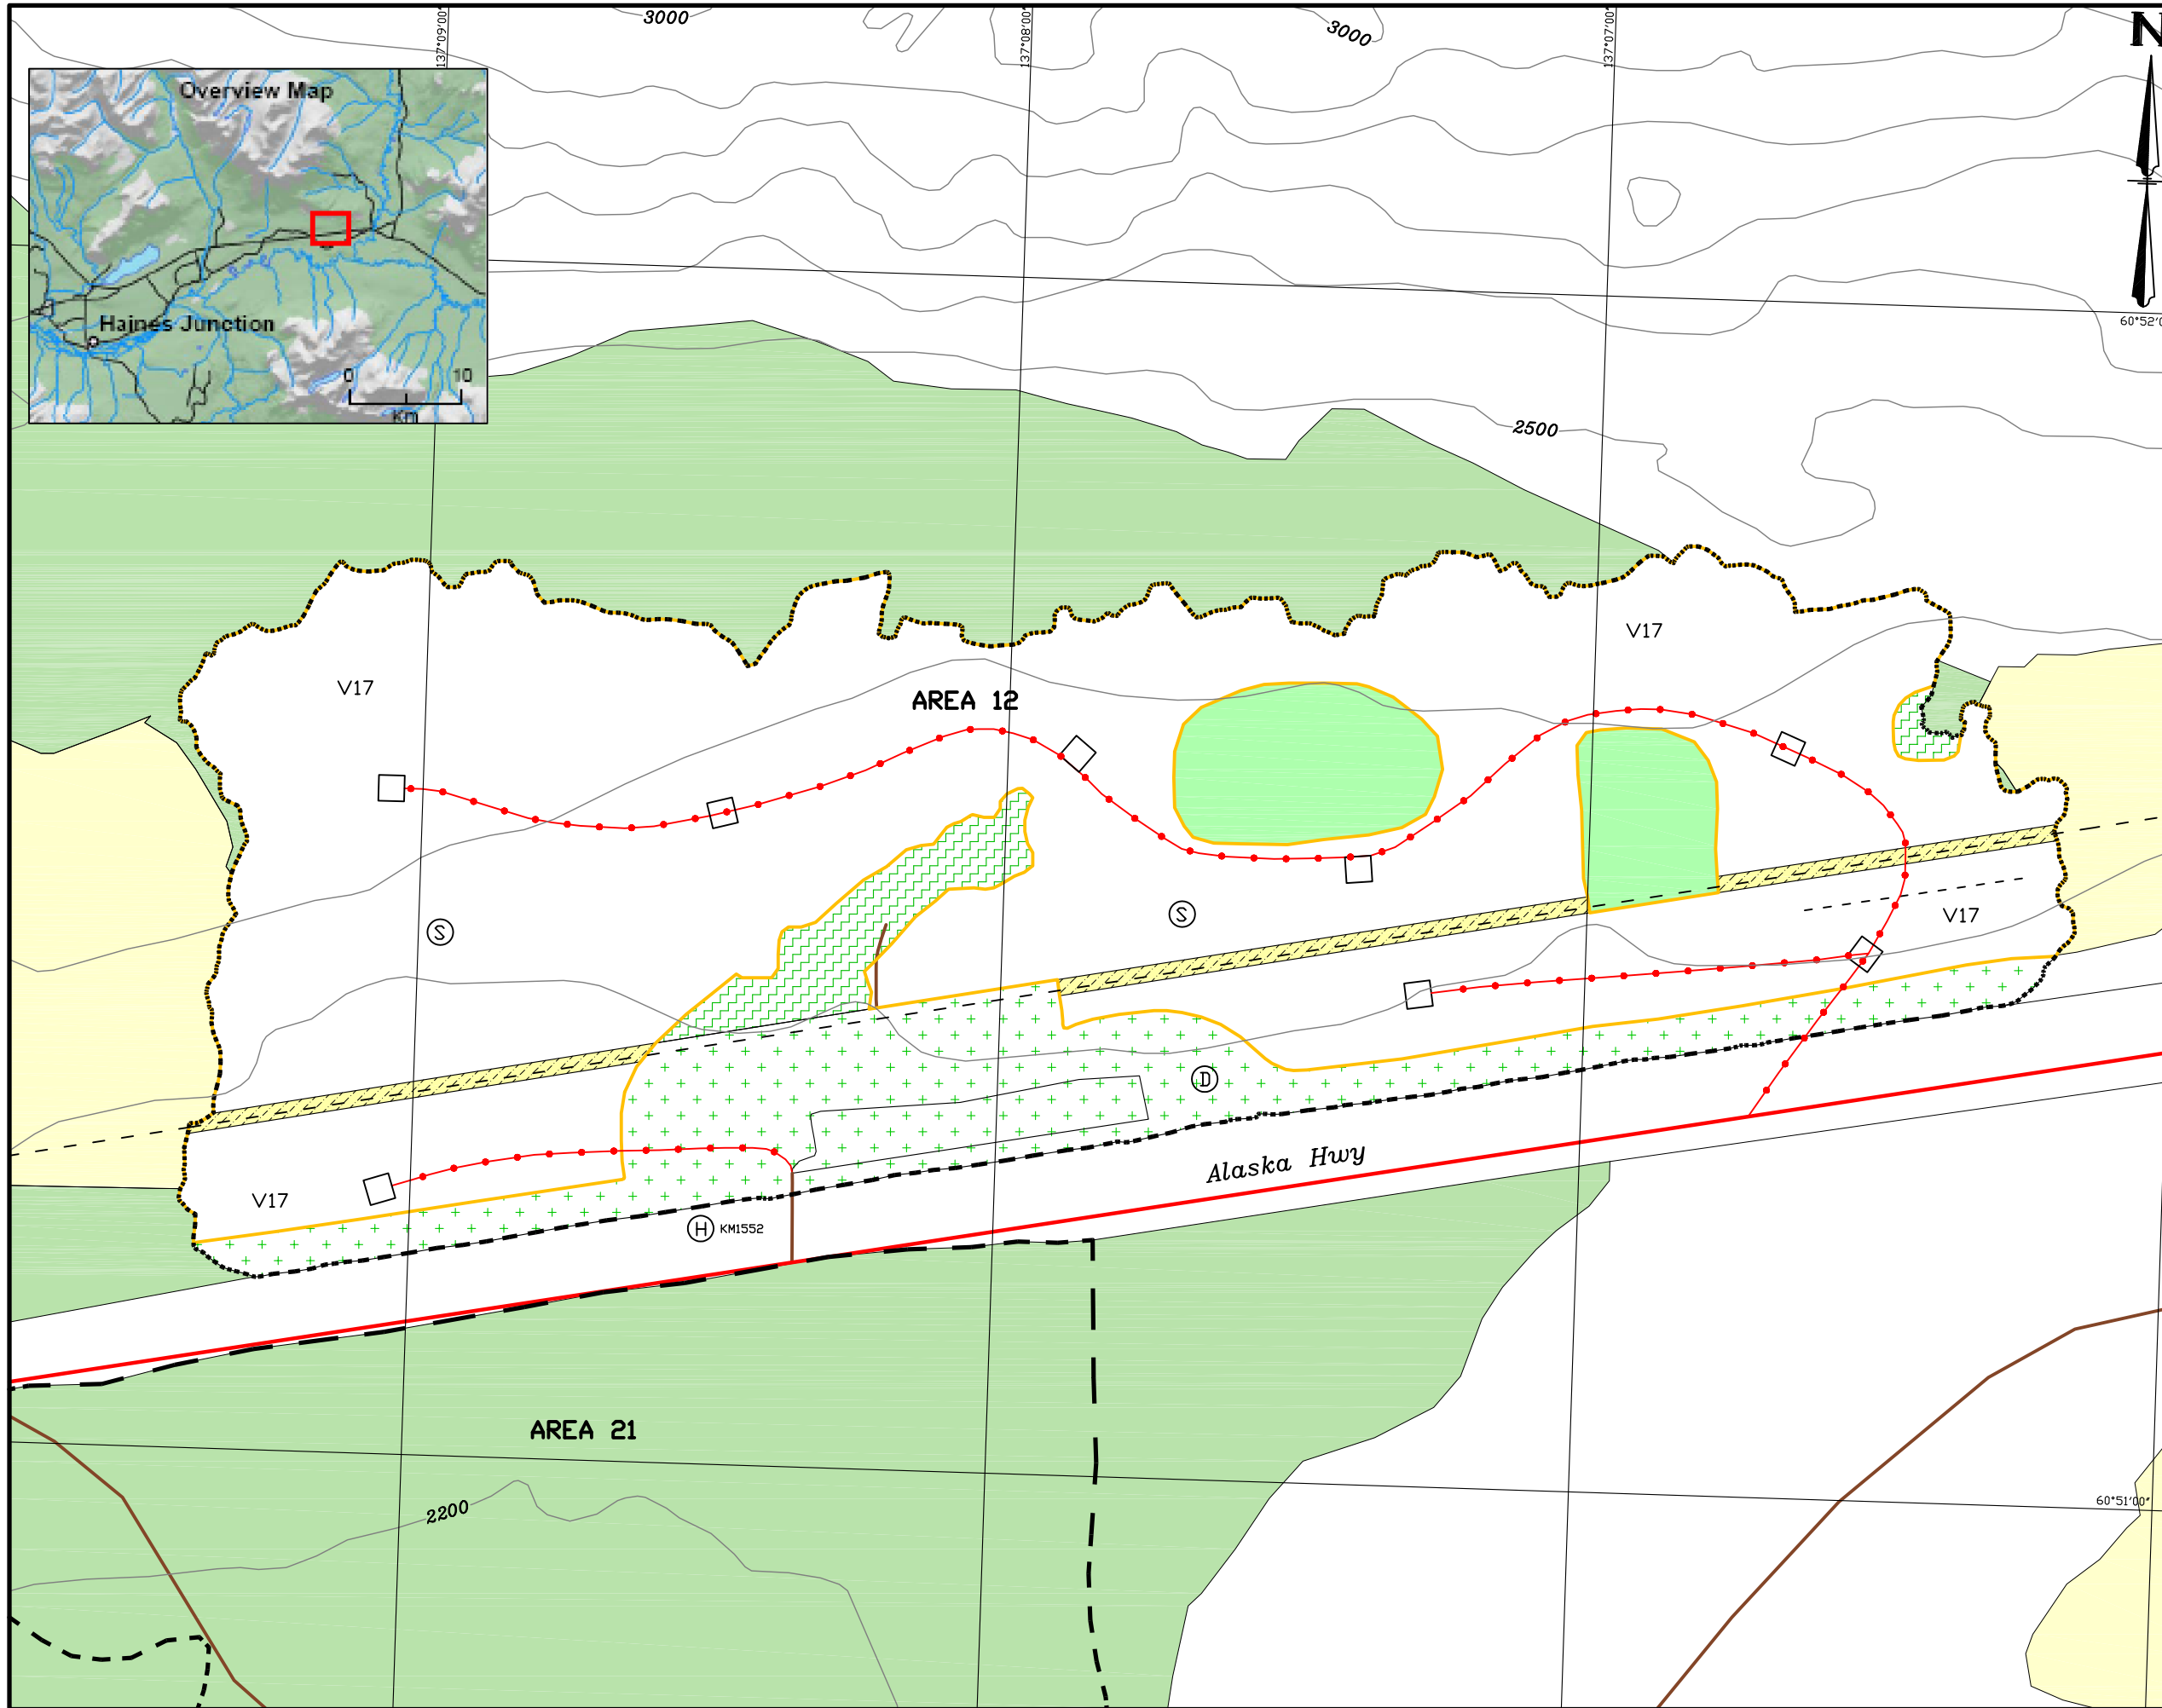 3000
3000
N
137°09'00"
137°08'00"
137°07'00"
Overview Map
Haines Junction
0
10
Km
60°52'0
2500
V17
V17
AREA 12
S
S
V17
D
Alaska Hwy
V17
H KM1552
AREA 21
2200
60°51'00"